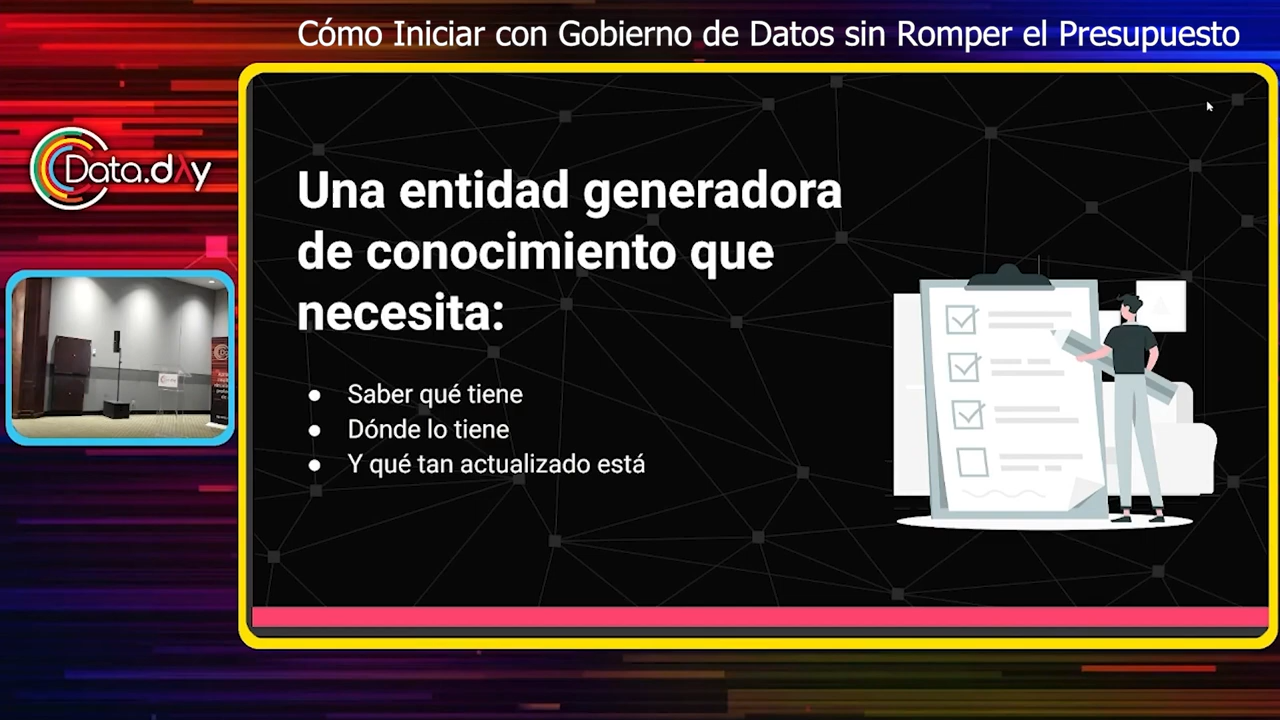 Cómo Iniciar con Gobierno de Datos sin Romper el Presupuesto
Data.dλy
Una entidad generadora
de conocimiento que
necesita:
● Saber qué tiene
● Dónde lo tiene
● Y qué tan actualizado está